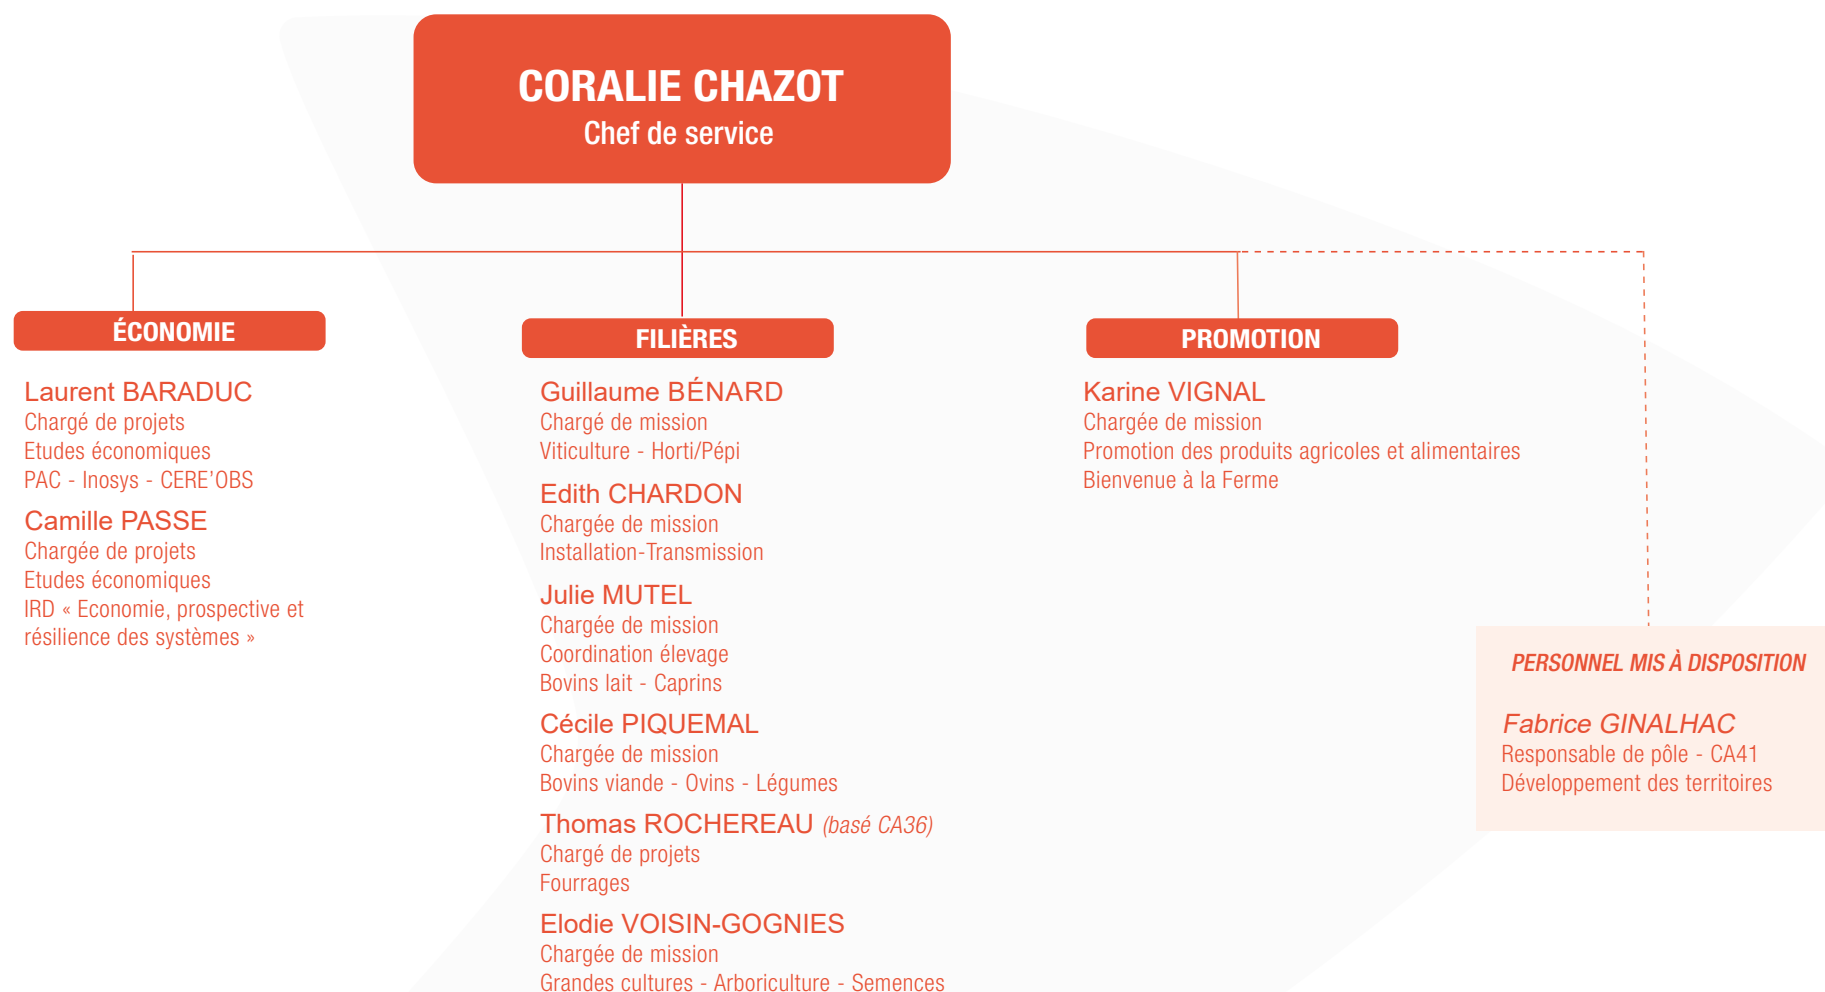 CORALIE CHAZOT
Chef de service
ÉCONOMIE
Laurent BARADUC
Chargé de projets
Etudes économiques
PAC - Inosys - CERE'OBS
Camille PASSE
Chargée de projets
Etudes économiques
IRD « Economie, prospective et
résilience des systèmes »
FILIÈRES
Guillaume BÉNARD
Chargé de mission
Viticulture - Horti/Pépi
Edith CHARDON
Chargée de mission
Installation-Transmission
Julie MUTEL
Chargée de mission
Coordination élevage
Bovins lait - Caprins
Cécile PIQUEMAL
Chargée de mission
Bovins viande - Ovins - Légumes
Thomas ROCHEREAU (basé CA36)
Chargé de projets
Fourrages
Elodie VOISIN-GOGNIES
Chargée de mission
Grandes cultures - Arboriculture - Semences
PROMOTION
Karine VIGNAL
Chargée de mission
Promotion des produits agricoles et alimentaires
Bienvenue à la Ferme
PERSONNEL MIS À DISPOSITION
Fabrice GINALHAC
Responsable de pôle - CA41
Développement des territoires